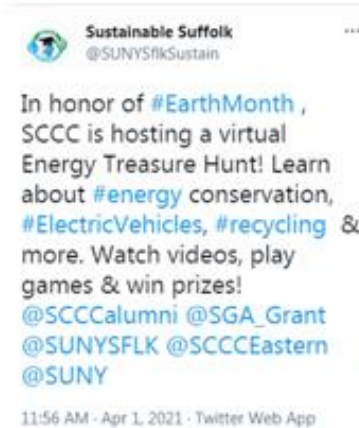 Sustainable Suffolk
@SUNYSflkSustain
In honor of #EarthMonth ,
SCCC is hosting a virtual
Energy Treasure Hunt! Learn
about #energy conservation,
#ElectricVehicles, #recycling &
more. Watch videos, play
games & win prizes!
@SCCCalumni @SGA_Grant
@SUNYSFLK @SCCCEastern
@SUNY
11:56 AM · Apr 1, 2021 · Twitter Web App